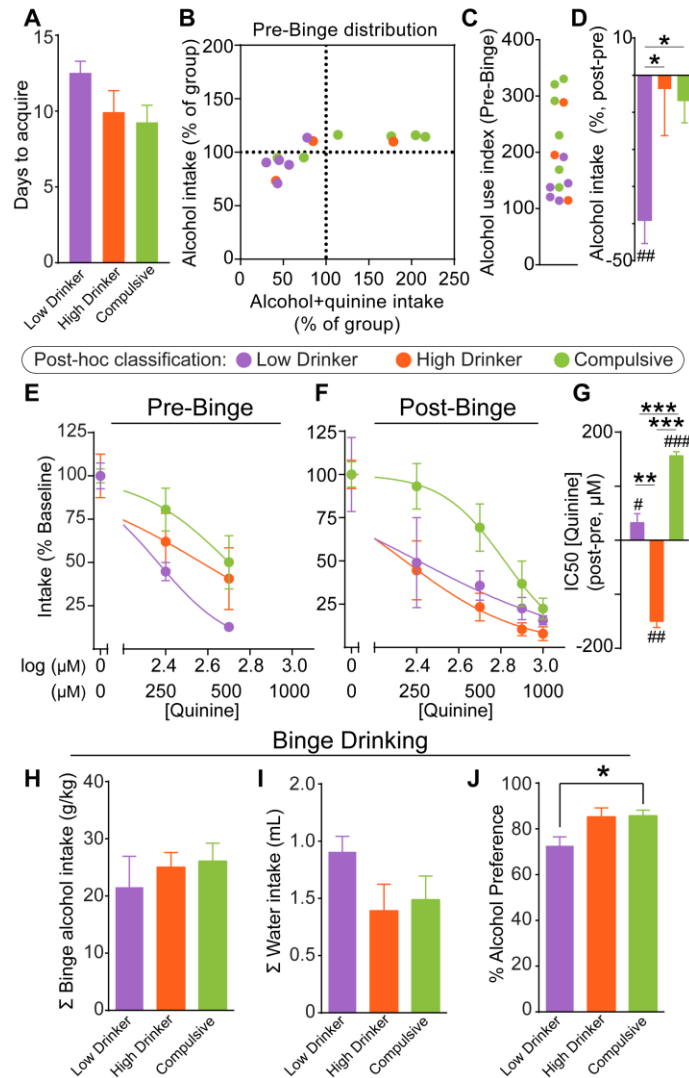 A
Days to acquire
15
10
5
0
Low Drinker
High Drinker
Compulsive
B
Pre-Binge distribution
Alcohol intake (% of group)
200
150
100
50
0
0
50
100
150
200
250
Alcohol+quinine intake
(% of group)
C
Alcohol use index (Pre-Binge)
400
300
200
100
0
D
Alcohol intake (%, post-pre)
10
-50
*
*
##
Post-hoc classification:
Low Drinker
High Drinker
Compulsive
E
Pre-Binge
Intake (% Baseline)
125
100
75
50
25
log (µM)
0
2.4
2.6
2.8
3.0
(µM)
0
250
500
1000
[Quinine]
F
Post-Binge
125
100
75
50
25
0
2.4
2.6
2.8
3.0
0
250
500
1000
[Quinine]
G
IC50 [Quinine]
(post-pre, µM)
200
-200
***
***
###
**
#
##
Binge Drinking
H
Σ Binge alcohol intake (g/kg)
40
30
20
10
0
Low Drinker
High Drinker
Compulsive
I
Σ Water intake (mL)
2.0
1.0
1.5
0.5
0
Low Drinker
High Drinker
Compulsive
J
% Alcohol Preference
100
80
60
40
20
0
*
Low Drinker
High Drinker
Compulsive